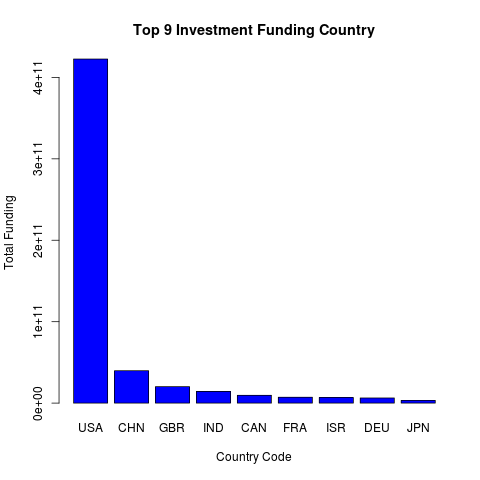 Top 9 Investment Funding Country
Total Funding
4e+11
3e+11
2e+11
1e+11
0e+00
USA CHN GBR IND CAN FRA ISR DEU JPN
Country Code